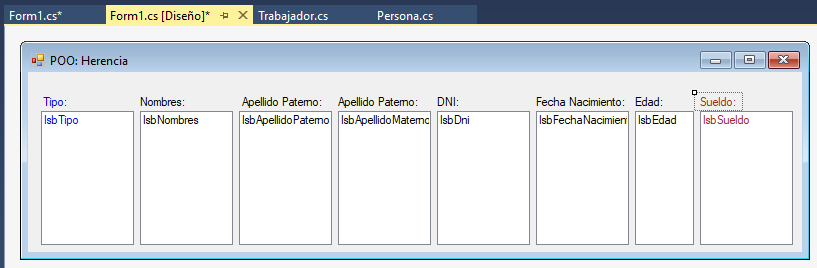 Form1.cs* Form1.cs [Diseño]* Trabajador.cs Persona.cs
POO: Herencia
Tipo: Nombres: Apellido Paterno: Apellido Paterno: DNI: Fecha Nacimiento: Edad: Sueldo:
lsbTipo lsbNombres lsbApellidoPaterno lsbApellidoMaterno lsbDni lsbFechaNacimient lsbEdad lsbSueldo